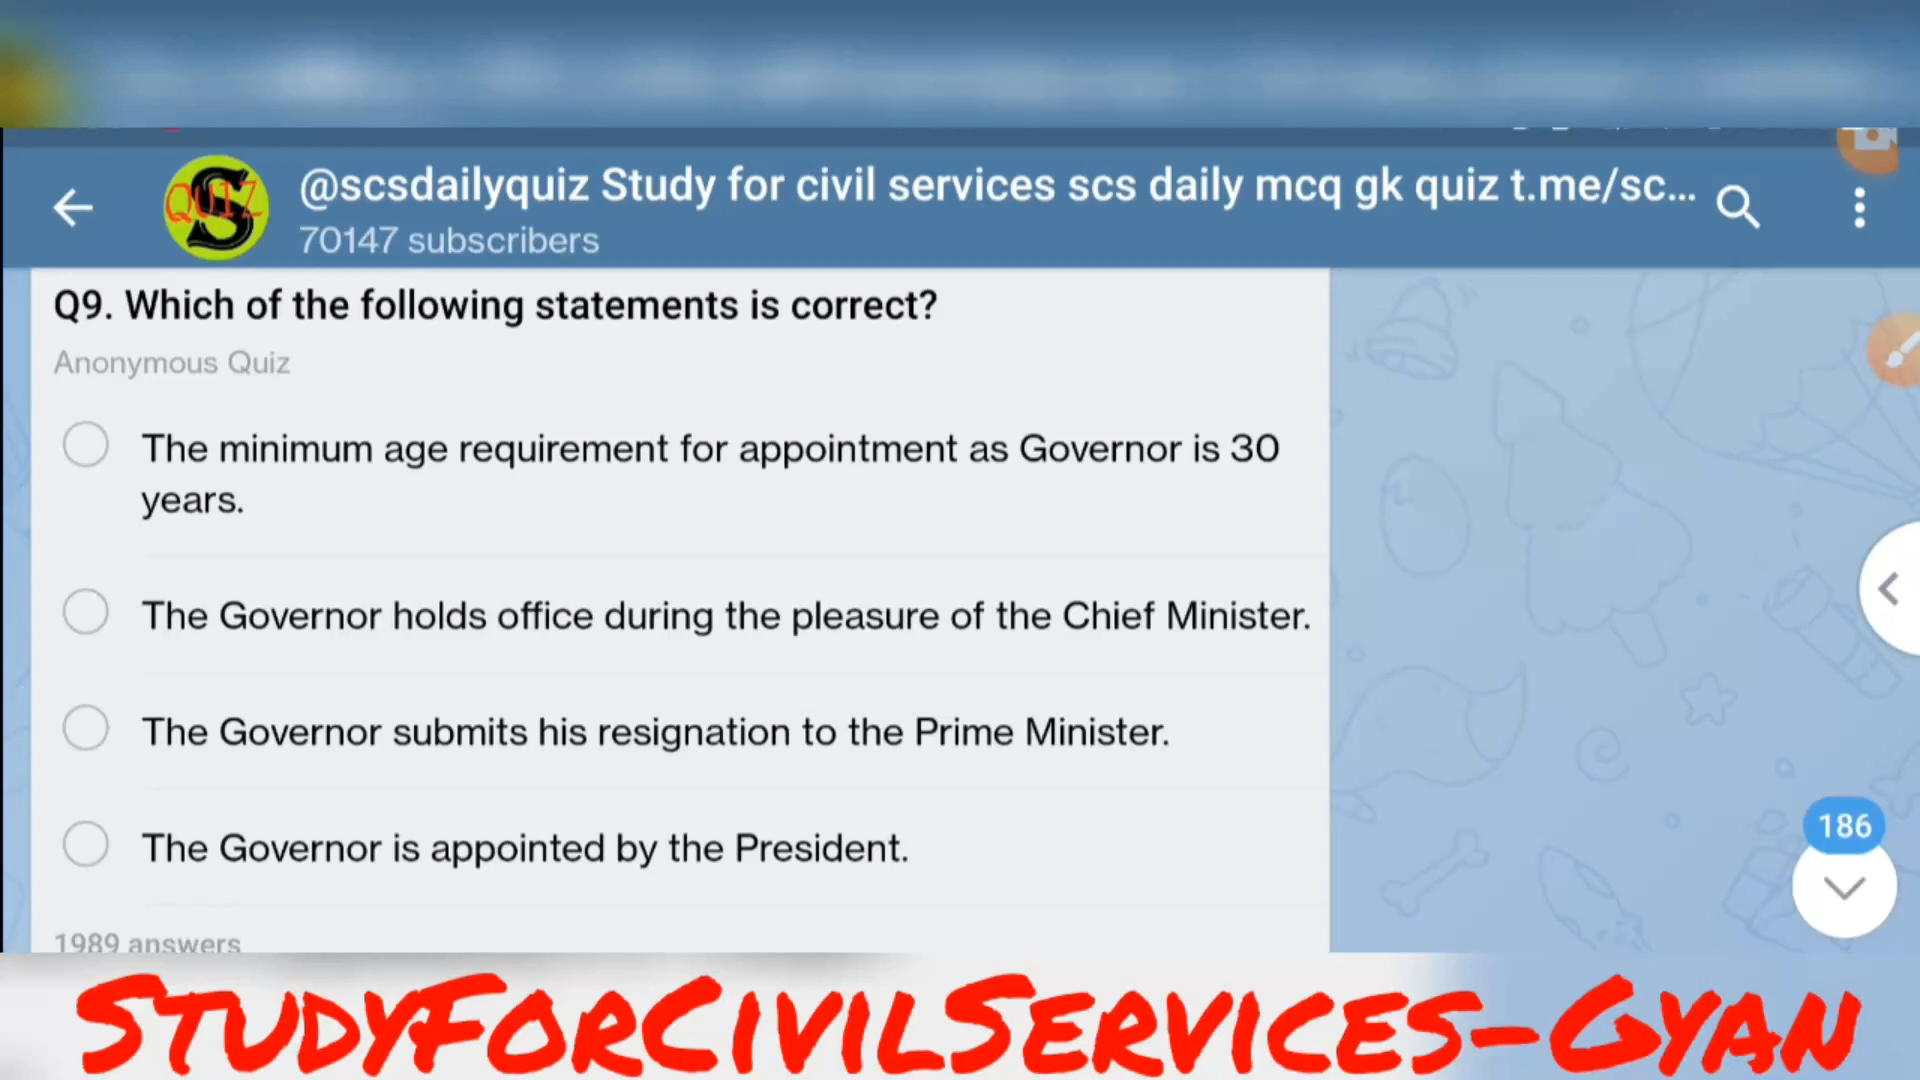 QUIZ S
@scsdailyquiz Study for civil services scs daily mcq gk quiz t.me/sc...
70147 subscribers
Q9. Which of the following statements is correct?
Anonymous Quiz
The minimum age requirement for appointment as Governor is 30
years.
The Governor holds office during the pleasure of the Chief Minister.
The Governor submits his resignation to the Prime Minister.
The Governor is appointed by the President.
186
1989 answers
StudyForCivilServices-Gyan